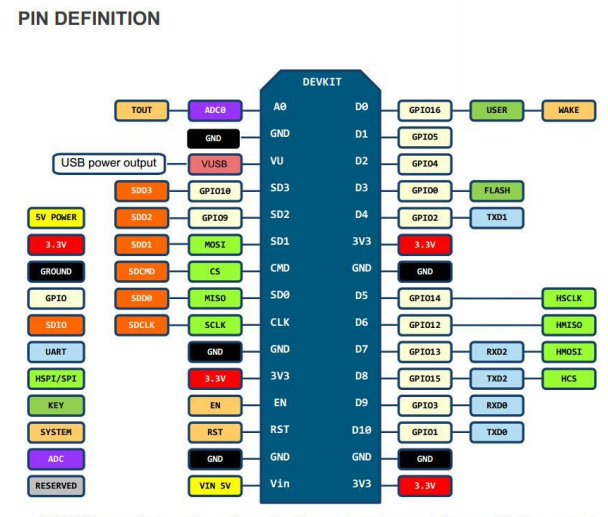 PIN DEFINITION
DEVKIT
TOUT ADC0 A0 D0 GPIO16 USER WAKE
GND GND D1 GPIO5
USB power output VUSB VU D2 GPIO4
SDD3 GPIO10 SD3 D3 GPIO0 FLASH
5V POWER SDD2 GPIO9 SD2 D4 GPIO2 TXD1
3.3V SDD1 MOSI SD1 3V3 3.3V
GROUND SDCMD CS CMD GND GND
GPIO SDD0 MISO SD0 D5 GPIO14 HSCLK
SDIO SDCLK SCLK CLK D6 GPIO12 HMISO
UART GND GND D7 GPIO13 RXD2 HMOSI
HSPI/SPI 3.3V 3V3 D8 GPIO15 TXD2 HCS
KEY EN EN D9 GPIO3 RXD0
SYSTEM RST RST D10 GPIO1 TXD0
ADC GND GND GND GND
RESERVED VIN 5V Vin 3V3 3.3V